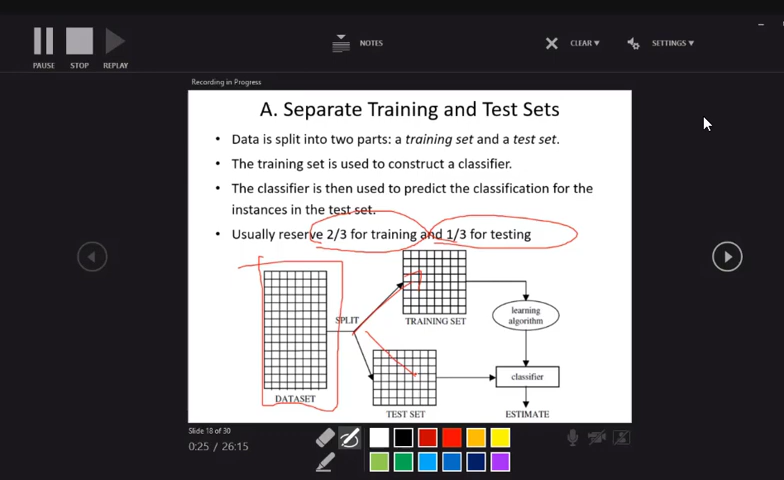 PAUSE STOP REPLAY
NOTES
CLEAR
SETTINGS
Recording in Progress
A. Separate Training and Test Sets
• Data is split into two parts: a training set and a test set.
• The training set is used to construct a classifier.
• The classifier is then used to predict the classification for the
instances in the test set.
• Usually reserve 2/3 for training and 1/3 for testing
SPLIT
TRAINING SET
learning
algorithm
classifier
DATASET
TEST SET
ESTIMATE
Slide 18 of 30
0:25 / 26:15